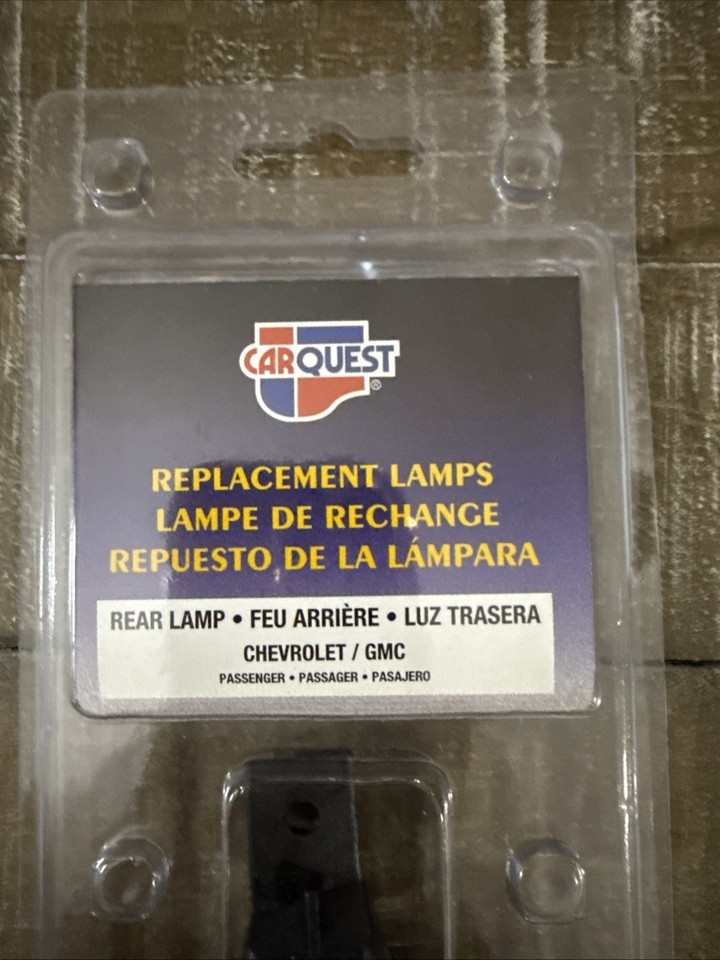 CARQUEST®
REPLACEMENT LAMPS
LAMPE DE RECHANGE
REPUESTO DE LA LÁMPARA
REAR LAMP • FEU ARRIÈRE • LUZ TRASERA
CHEVROLET / GMC
PASSENGER • PASSAGER • PASAJERO